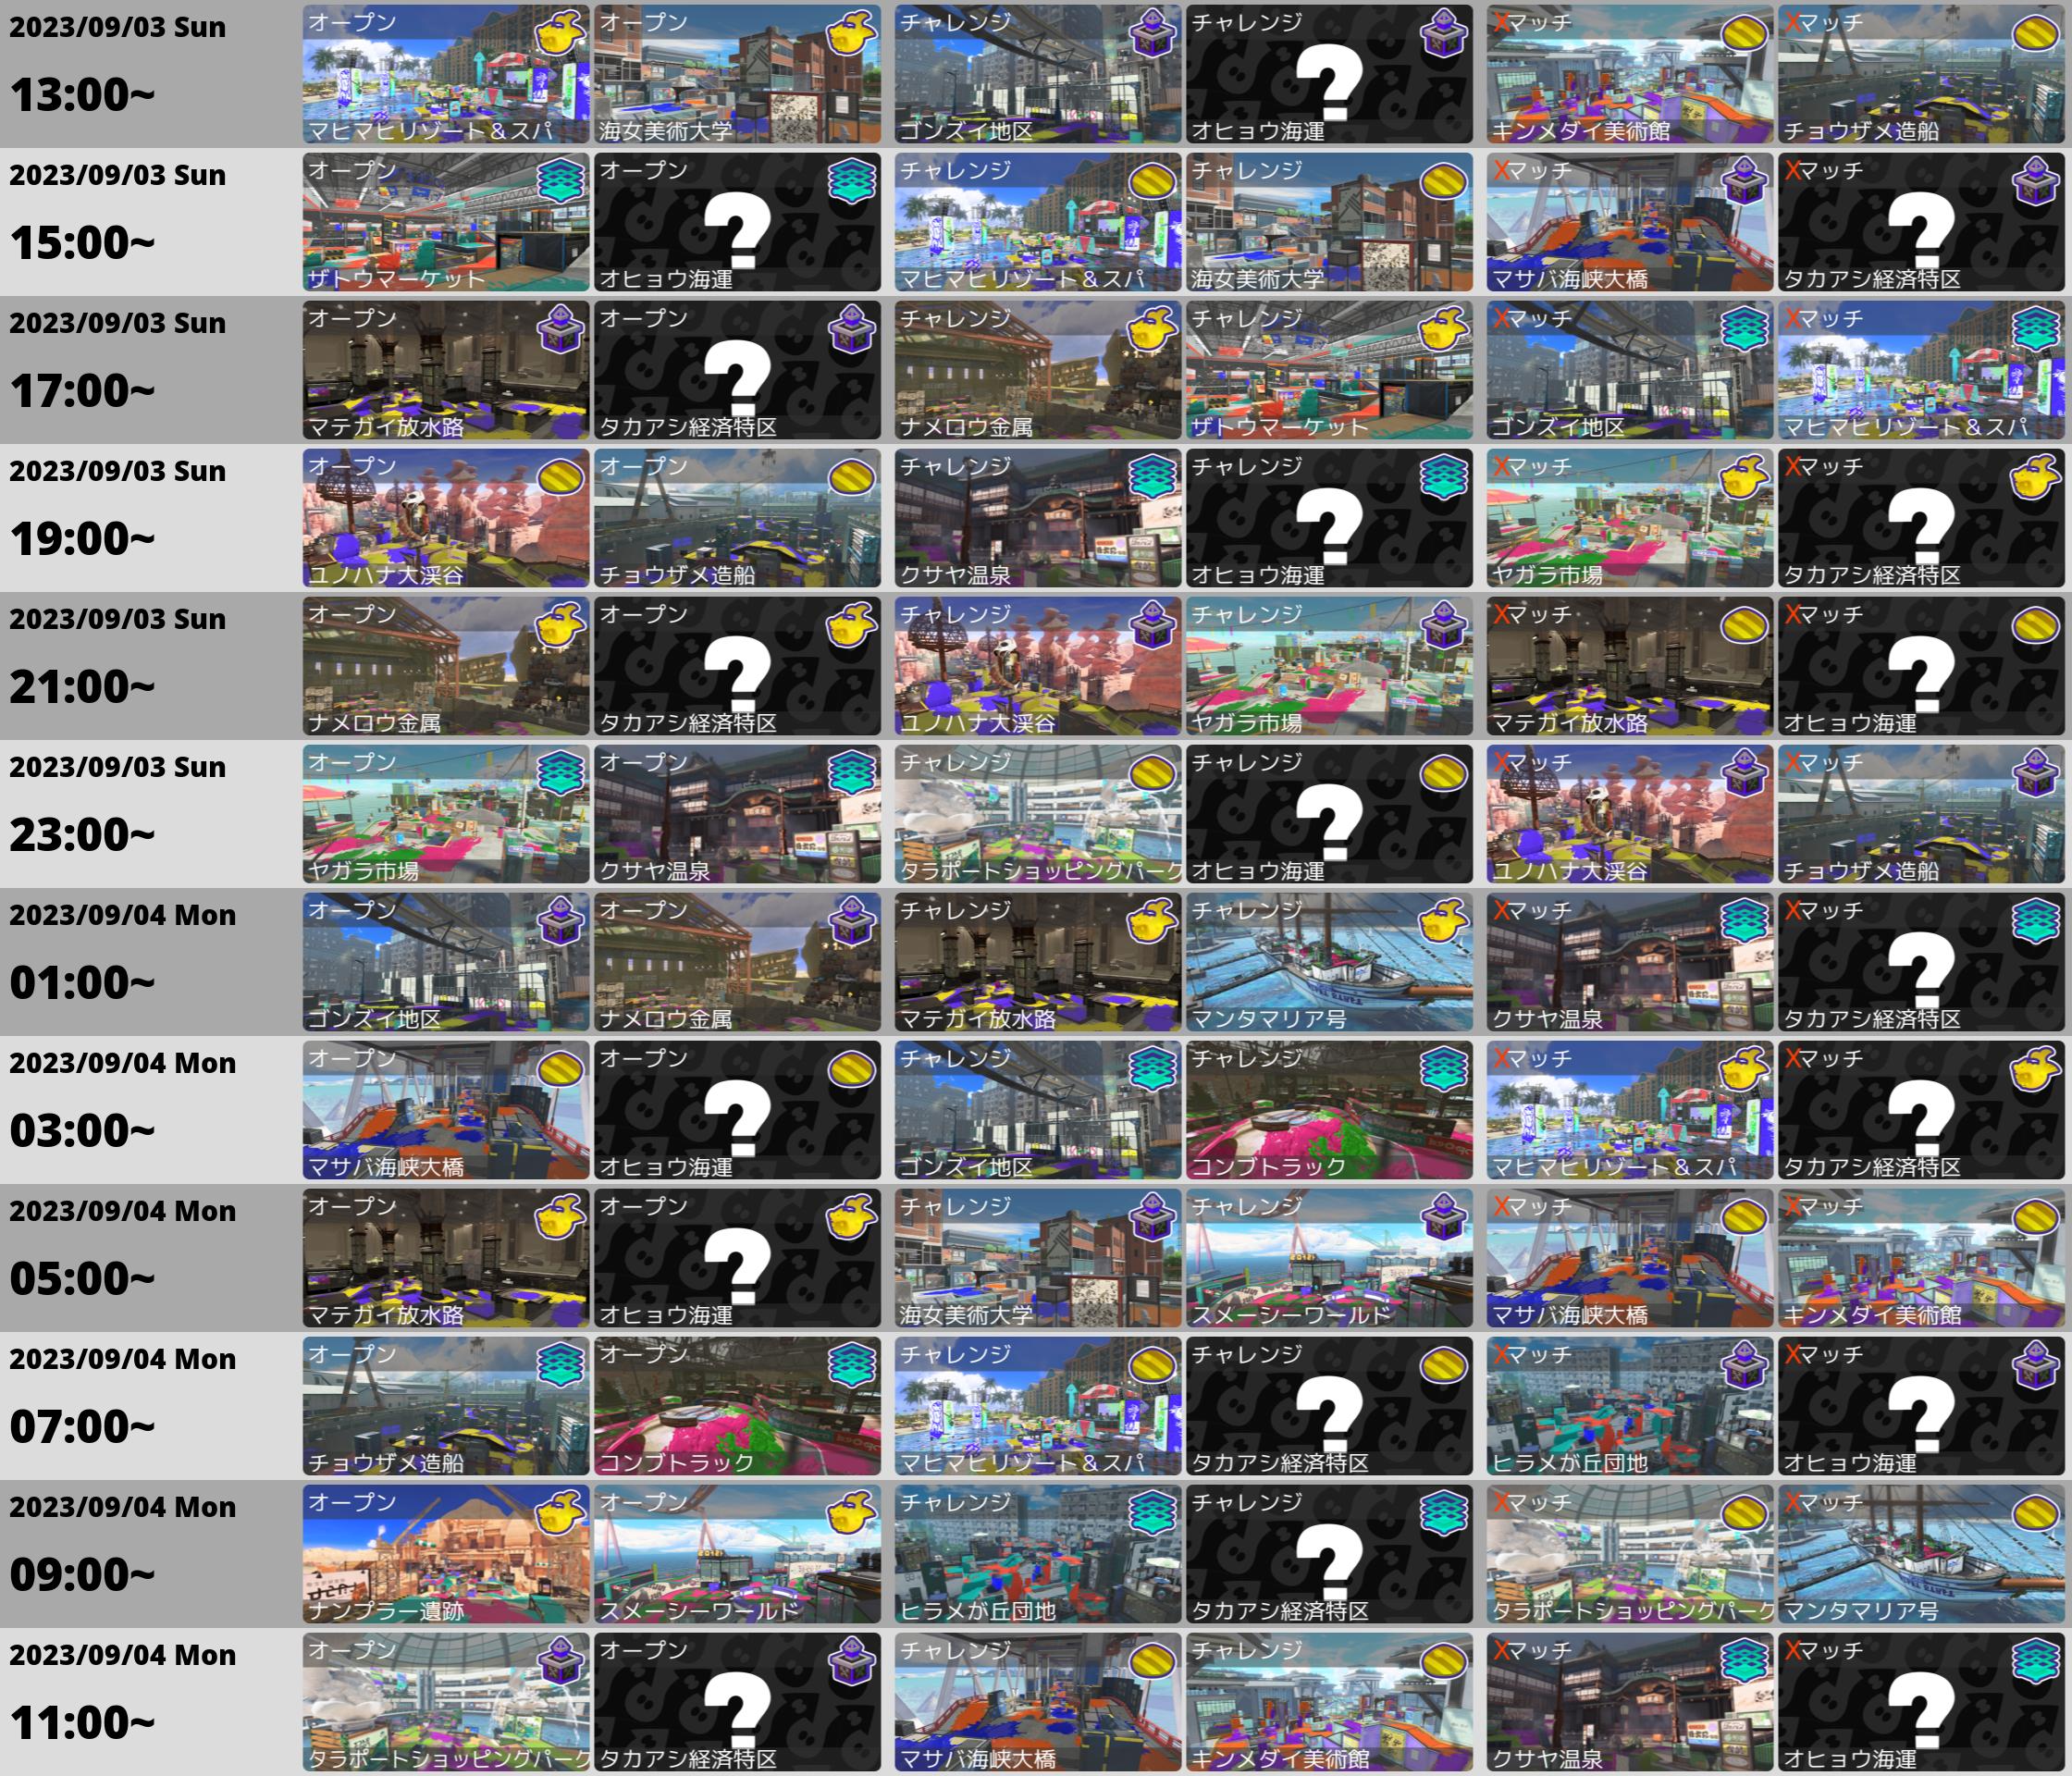 2023/09/03 Sun
13:00~
オープン
マヒマヒリゾート&スパ
オープン
海女美術大学
チャレンジ
ゴンズイ地区
チャレンジ
?
オヒョウ海運
Xマッチ
キンメダイ美術館
Xマッチ
チョウザメ造船
2023/09/03 Sun
15:00~
オープン
ザトウマーケット
オープン
?
オヒョウ海運
チャレンジ
マヒマヒリゾート&スパ
チャレンジ
海女美術大学
Xマッチ
マサバ海峡大橋
Xマッチ
?
タカアシ経済特区
2023/09/03 Sun
17:00~
オープン
マテガイ放水路
オープン
?
タカアシ経済特区
チャレンジ
ナメロウ金属
チャレンジ
ザトウマーケット
Xマッチ
ゴンズイ地区
Xマッチ
マヒマヒリゾート&スパ
2023/09/03 Sun
19:00~
オープン
ユノハナ大渓谷
オープン
チョウザメ造船
チャレンジ
クサヤ温泉
チャレンジ
?
オヒョウ海運
Xマッチ
ヤガラ市場
Xマッチ
?
タカアシ経済特区
2023/09/03 Sun
21:00~
オープン
ナメロウ金属
オープン
?
タカアシ経済特区
チャレンジ
ユノハナ大渓谷
チャレンジ
ヤガラ市場
Xマッチ
マテガイ放水路
Xマッチ
?
オヒョウ海運
2023/09/03 Sun
23:00~
オープン
ヤガラ市場
オープン
クサヤ温泉
チャレンジ
タラポートショッピングパーク
チャレンジ
?
オヒョウ海運
Xマッチ
ユノハナ大渓谷
Xマッチ
チョウザメ造船
2023/09/04 Mon
01:00~
オープン
ゴンズイ地区
オープン
ナメロウ金属
チャレンジ
マテガイ放水路
チャレンジ
マンタマリア号
Xマッチ
クサヤ温泉
Xマッチ
?
タカアシ経済特区
2023/09/04 Mon
03:00~
オープン
マサバ海峡大橋
オープン
?
オヒョウ海運
チャレンジ
ゴンズイ地区
チャレンジ
コンブトラック
Xマッチ
マヒマヒリゾート&スパ
Xマッチ
?
タカアシ経済特区
2023/09/04 Mon
05:00~
オープン
マテガイ放水路
オープン
?
オヒョウ海運
チャレンジ
海女美術大学
チャレンジ
スメーシーワールド
Xマッチ
マサバ海峡大橋
Xマッチ
キンメダイ美術館
2023/09/04 Mon
07:00~
オープン
チョウザメ造船
オープン
コンブトラック
チャレンジ
マヒマヒリゾート&スパ
チャレンジ
?
タカアシ経済特区
Xマッチ
ヒラメが丘団地
Xマッチ
?
オヒョウ海運
2023/09/04 Mon
09:00~
オープン
ナンプラー遺跡
オープン
スメーシーワールド
チャレンジ
ヒラメが丘団地
チャレンジ
?
タカアシ経済特区
Xマッチ
タラポートショッピングパーク
Xマッチ
マンタマリア号
2023/09/04 Mon
11:00~
オープン
タラポートショッピングパーク
オープン
?
タカアシ経済特区
チャレンジ
マサバ海峡大橋
チャレンジ
キンメダイ美術館
Xマッチ
クサヤ温泉
Xマッチ
?
オヒョウ海運